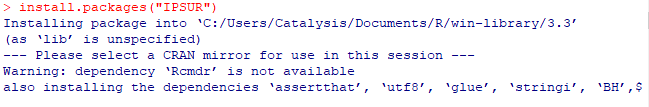 > install.packages("IPSUR")
Installing package into ‘C:/Users/Catalysis/Documents/R/win-library/3.3’
(as ‘lib’ is unspecified)
--- Please select a CRAN mirror for use in this session ---
Warning: dependency ‘Rcmdr’ is not available
also installing the dependencies ‘assertthat’, ‘utf8’, ‘glue’, ‘stringi’, ‘BH’,$